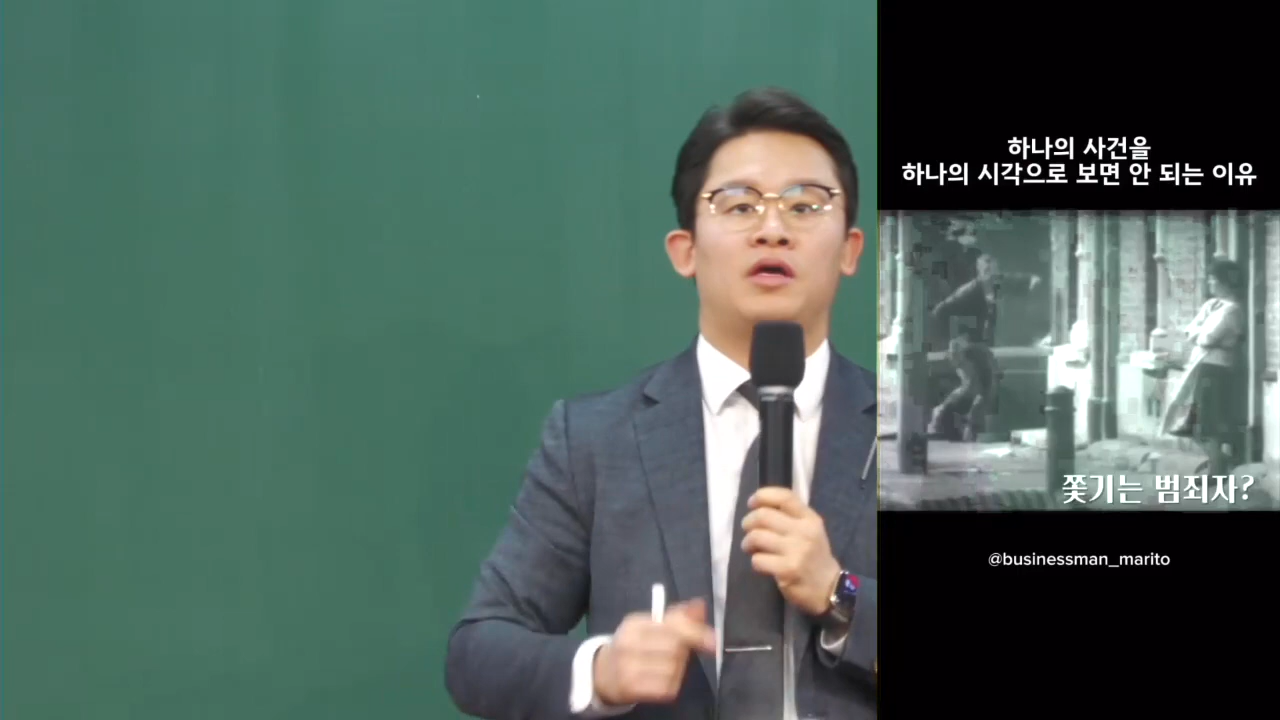 하나의 사건을
하나의 시각으로 보면 안 되는 이유
쫓기는 범죄자?
@businessman_marito